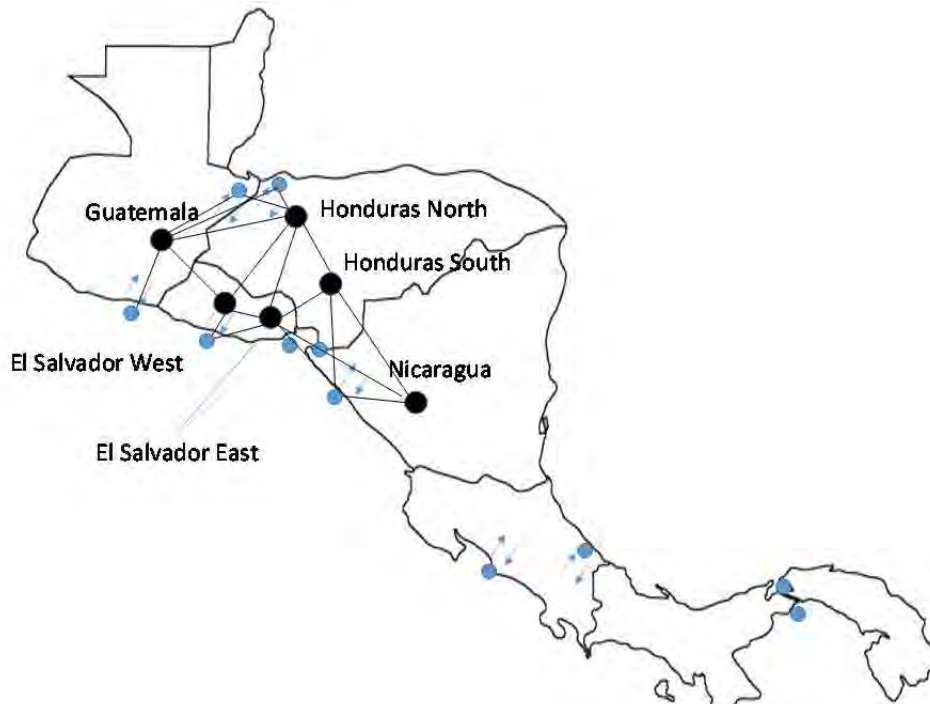 Guatemala
Honduras North
Honduras South
El Salvador West
Nicaragua
El Salvador East